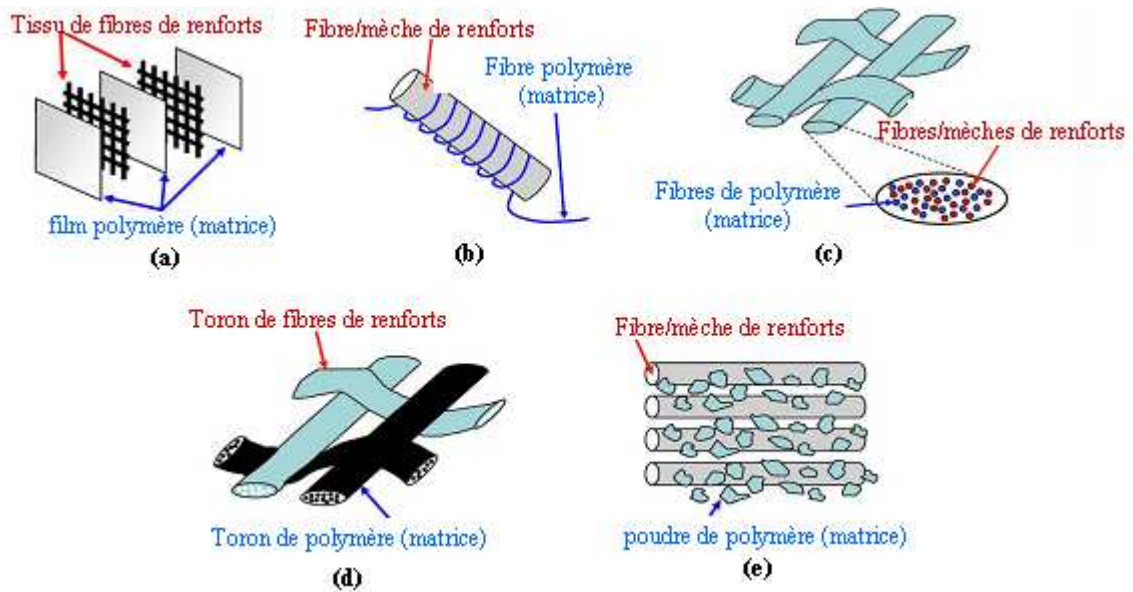 Tissu de fibres de renforts
film polymère (matrice)
(a)
Fibre/mèche de renforts
Fibre polymère
(matrice)
(b)
Fibres/mèches de renforts
Fibres de polymère
(matrice)
(c)
Toron de fibres de renforts
Toron de polymère (matrice)
(d)
Fibre/mèche de renforts
poudre de polymère (matrice)
(e)